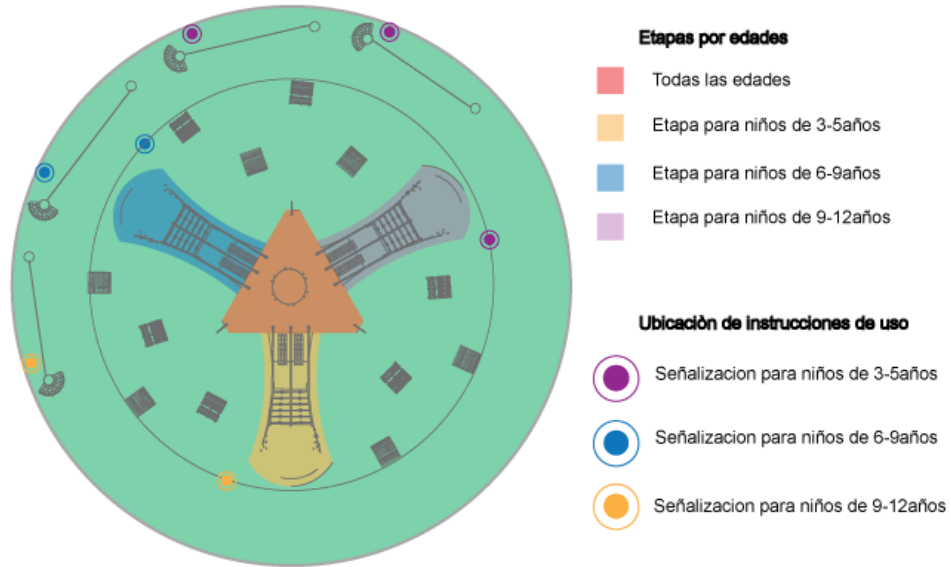 Etapas por edades
Todas las edades
Etapa para niños de 3-5años
Etapa para niños de 6-9años
Etapa para niños de 9-12años
Ubicaciòn de instrucciones de uso
Señalizacion para niños de 3-5años
Señalizacion para niños de 6-9años
Señalizacion para niños de 9-12años